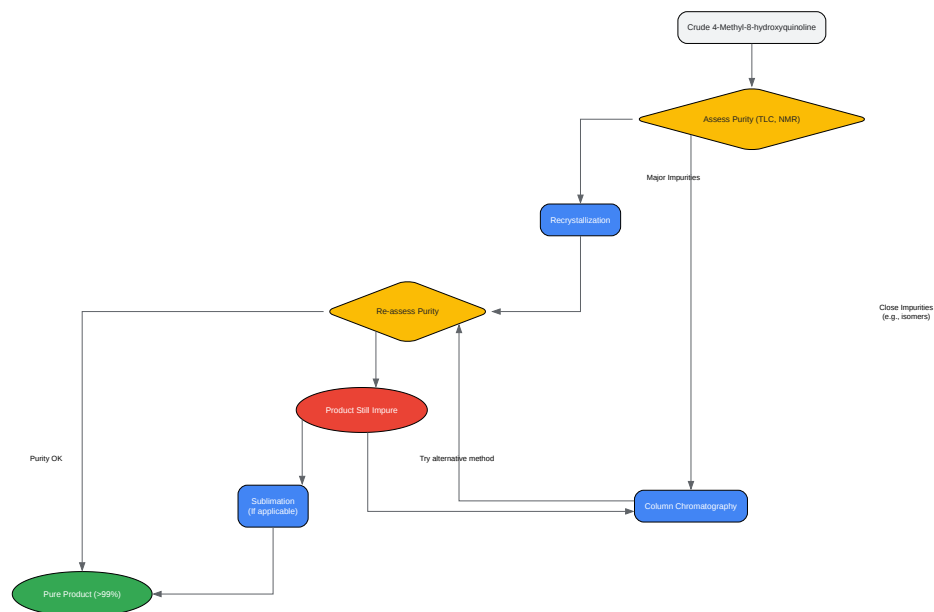 Crude 4-Methyl-8-hydroxyquinoline
Assess Purity (TLC, NMR)
Major Impurities
Recrystallization
Close Impurities
(e.g., isomers)
Re-assess Purity
Product Still Impure
Purity OK
Try alternative method
Sublimation
(If applicable)
Column Chromatography
Pure Product (>99%)